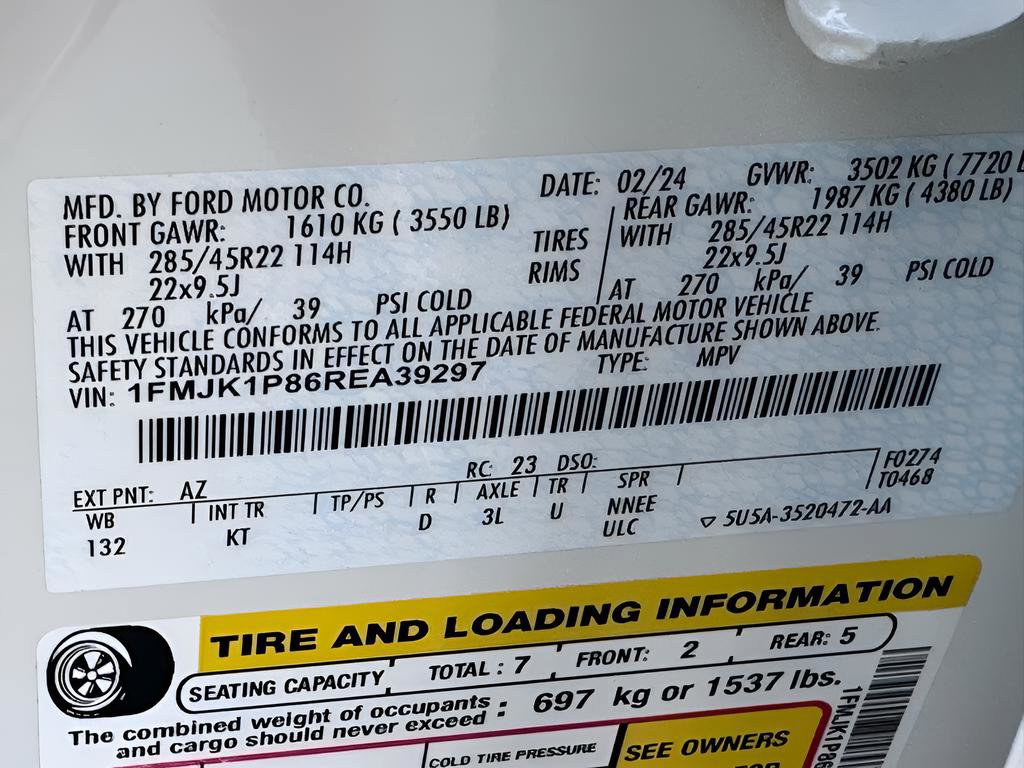 MFD. BY FORD MOTOR CO. DATE: 02/24 GVWR: 3502 KG ( 7720 L
FRONT GAWR: 1610 KG ( 3550 LB) REAR GAWR: 1987 KG ( 4380 LB)
WITH 285/45R22 114H TIRES WITH 285/45R22 114H
22x9.5J RIMS 22x9.5J
AT 270 kPa/ 39 PSI COLD AT 270 kPa/ 39 PSI COLD
THIS VEHICLE CONFORMS TO ALL APPLICABLE FEDERAL MOTOR VEHICLE
SAFETY STANDARDS IN EFFECT ON THE DATE OF MANUFACTURE SHOWN ABOVE.
VIN: 1FMJK1P86REA39297 TYPE: MPV
EXT PNT: AZ RC: 23 DSO: F0274
WB INT TR TP/PS R AXLE TR SPR T0468
132 KT D 3L U NNEE
ULC 5U5A-3520472-AA
TIRE AND LOADING INFORMATION
SEATING CAPACITY TOTAL : 7 FRONT: 2 REAR: 5
The combined weight of occupants
and cargo should never exceed : 697 kg or 1537 lbs.
COLD TIRE PRESSURE SEE OWNERS
1FMJK1P86